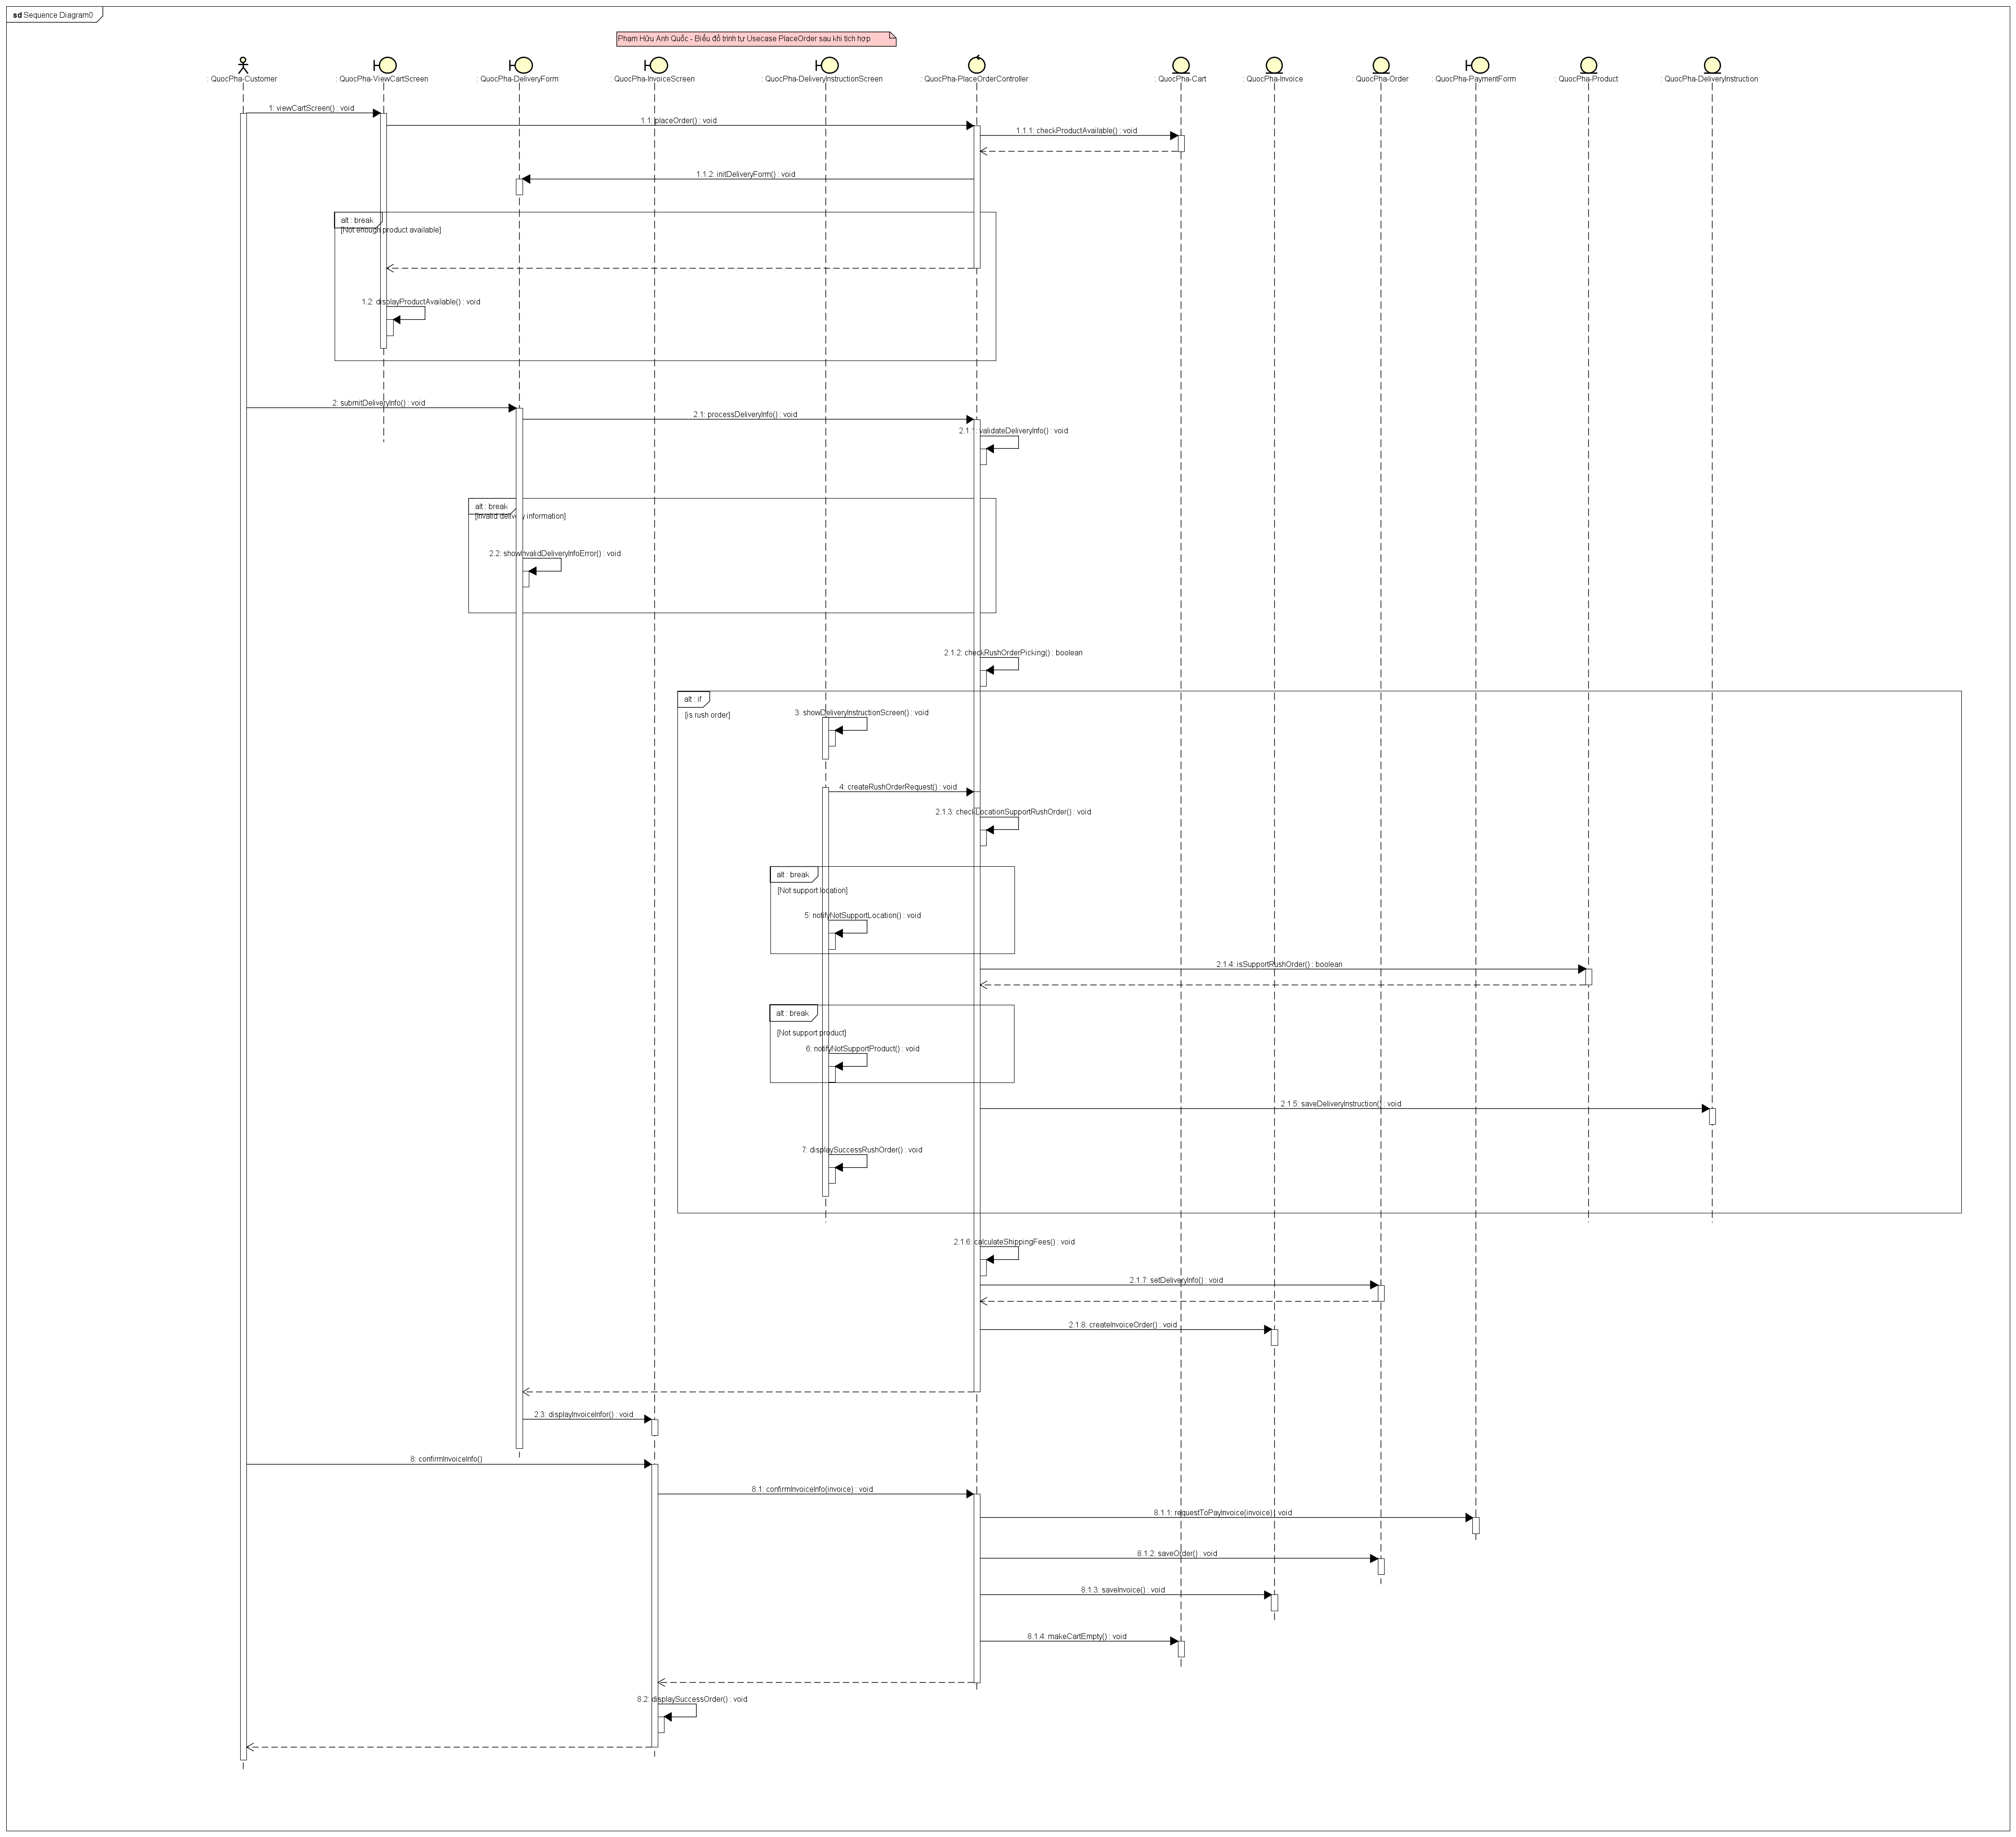 sd Sequence Diagram0
Phạm Hữu Anh Quốc - Biểu đồ trình tự Usecase PlaceOrder sau khi tích hợp
: QuocPha-Customer
: QuocPha-ViewCartScreen
: QuocPha-DeliveryForm
: QuocPha-InvoiceScreen
: QuocPha-DeliveryInstructionScreen
: QuocPha-PlaceOrderController
: QuocPha-Cart
: QuocPha-Invoice
: QuocPha-Order
: QuocPha-PaymentForm
: QuocPha-Product
: QuocPha-DeliveryInstruction
1: viewCartScreen() : void
1.1: placeOrder() : void
1.1.1: checkProductAvailable() : void
1.1.2: initDeliveryForm() : void
alt : break
[Not enough product available]
1.2: displayProductAvailable() : void
2: submitDeliveryInfo() : void
2.1: processDeliveryInfo() : void
2.1.1: validateDeliveryInfo() : void
alt : break
[Invalid delivery information]
2.2: showInvalidDeliveryInfoError() : void
2.1.2: checkRushOrderPicking() : boolean
alt : if
[is rush order]
3: showDeliveryInstructionScreen() : void
4: createRushOrderRequest() : void
2.1.3: checkLocationSupportRushOrder() : void
alt : break
[Not support location]
5: notifyNotSupportLocation() : void
2.1.4: isSupportRushOrder() : boolean
alt : break
[Not support product]
6: notifyNotSupportProduct() : void
2.1.5: saveDeliveryInstruction() : void
7: displaySuccessRushOrder() : void
2.1.6: calculateShippingFees() : void
2.1.7: setDeliveryInfo() : void
2.1.8: createInvoiceOrder() : void
2.3: displayInvoiceInfor() : void
8: confirmInvoiceInfo()
8.1: confirmInvoiceInfo(invoice) : void
8.1.1: requestToPayInvoice(invoice) : void
8.1.2: saveOrder() : void
8.1.3: saveInvoice() : void
8.1.4: makeCartEmpty() : void
8.2: displaySuccessOrder() : void